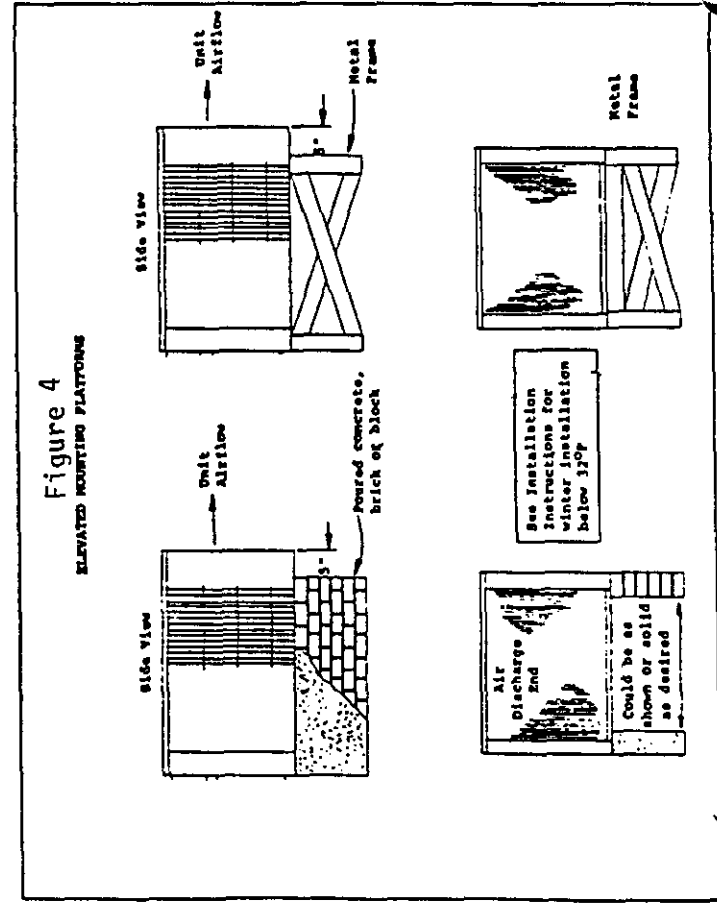 Figure 4
ELEVATED MOUNTING PLATFORMS
Side View
Unit
Airflow
5"
Poured concrete,
brick or block
Side View
Unit
Airflow
5"
Metal
Frame
Air
Discharge
End
Could be as
shown or solid
as desired
See Installation
Instructions for
winter installation
below 32°F
Metal
Frame